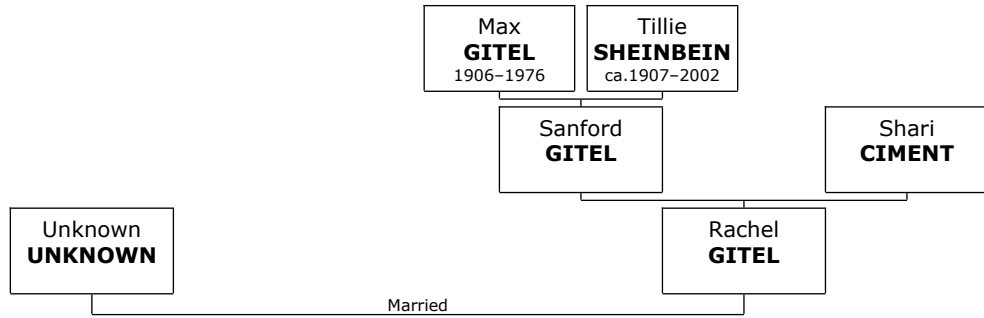 Max
GITEL
1906–1976
Tillie
SHEINBEIN
ca.1907–2002
Sanford
GITEL
Shari
CIMENT
Unknown
UNKNOWN
Rachel
GITEL
Married